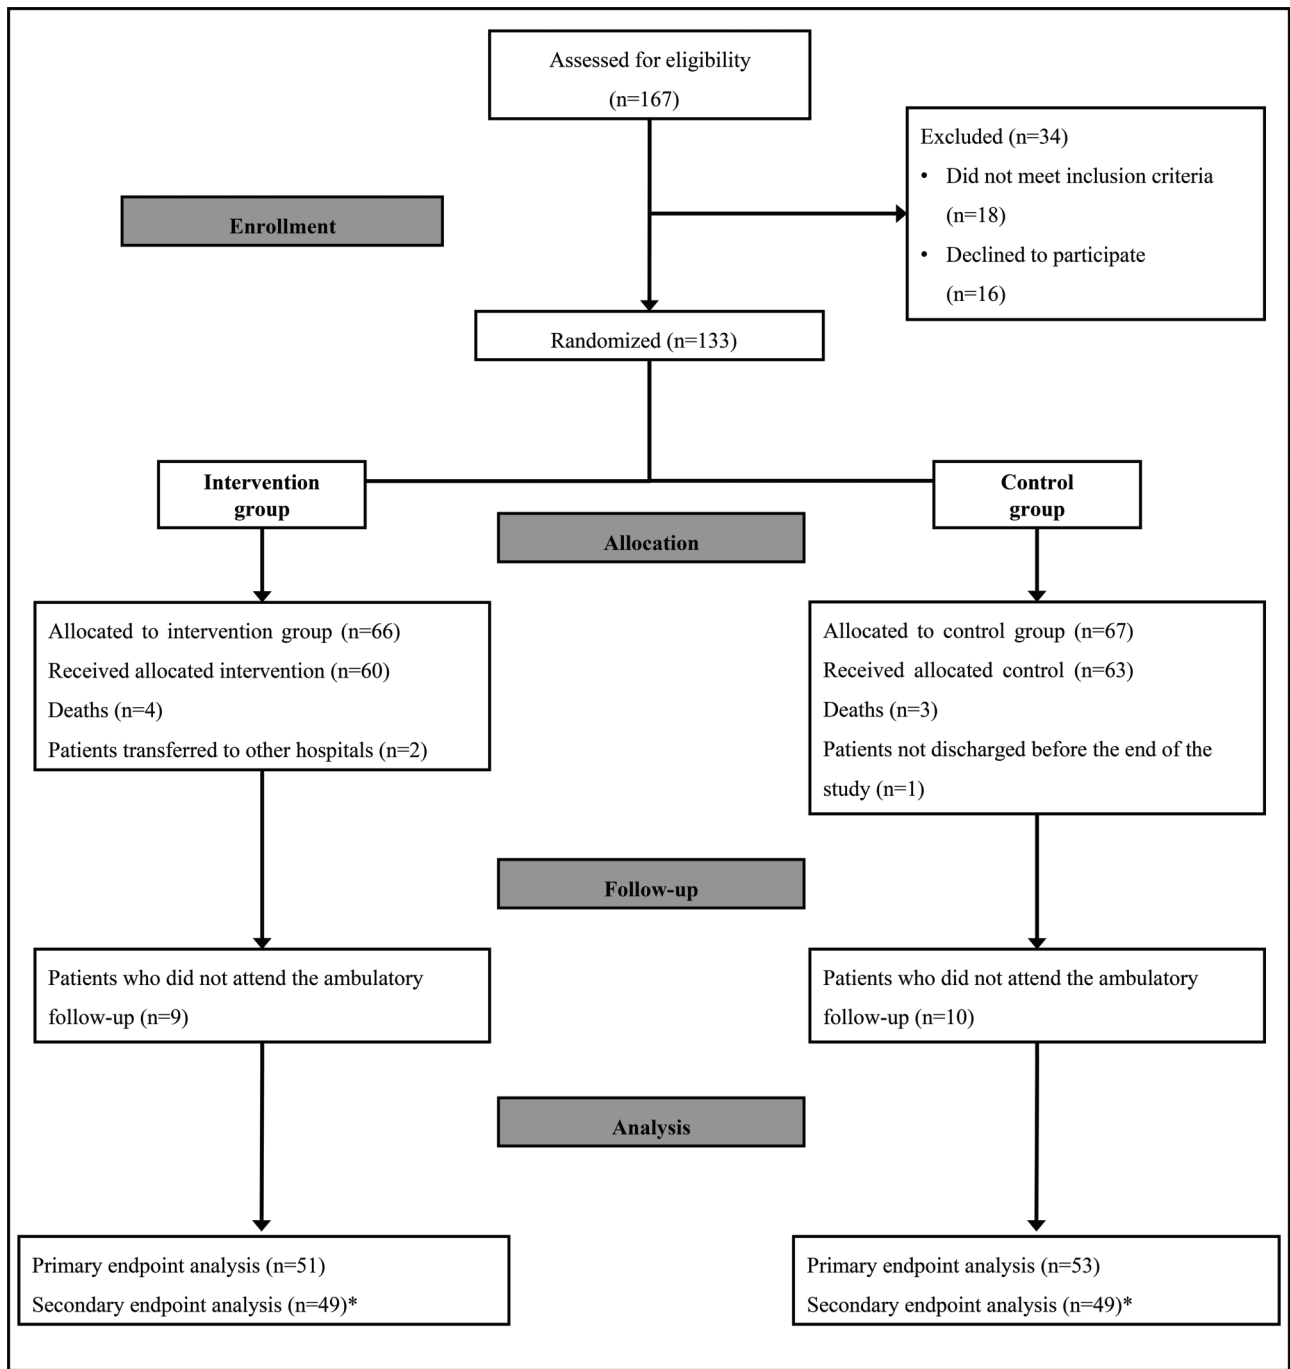 Assessed for eligibility
(n=167)
Excluded (n=34)
• Did not meet inclusion criteria
(n=18)
• Declined to participate
(n=16)
Enrollment
Randomized (n=133)
Intervention
group
Control
group
Allocation
Allocated to intervention group (n=66)
Received allocated intervention (n=60)
Deaths (n=4)
Patients transferred to other hospitals (n=2)
Allocated to control group (n=67)
Received allocated control (n=63)
Deaths (n=3)
Patients not discharged before the end of the
study (n=1)
Follow-up
Patients who did not attend the ambulatory
follow-up (n=9)
Patients who did not attend the ambulatory
follow-up (n=10)
Analysis
Primary endpoint analysis (n=51)
Secondary endpoint analysis (n=49)*
Primary endpoint analysis (n=53)
Secondary endpoint analysis (n=49)*